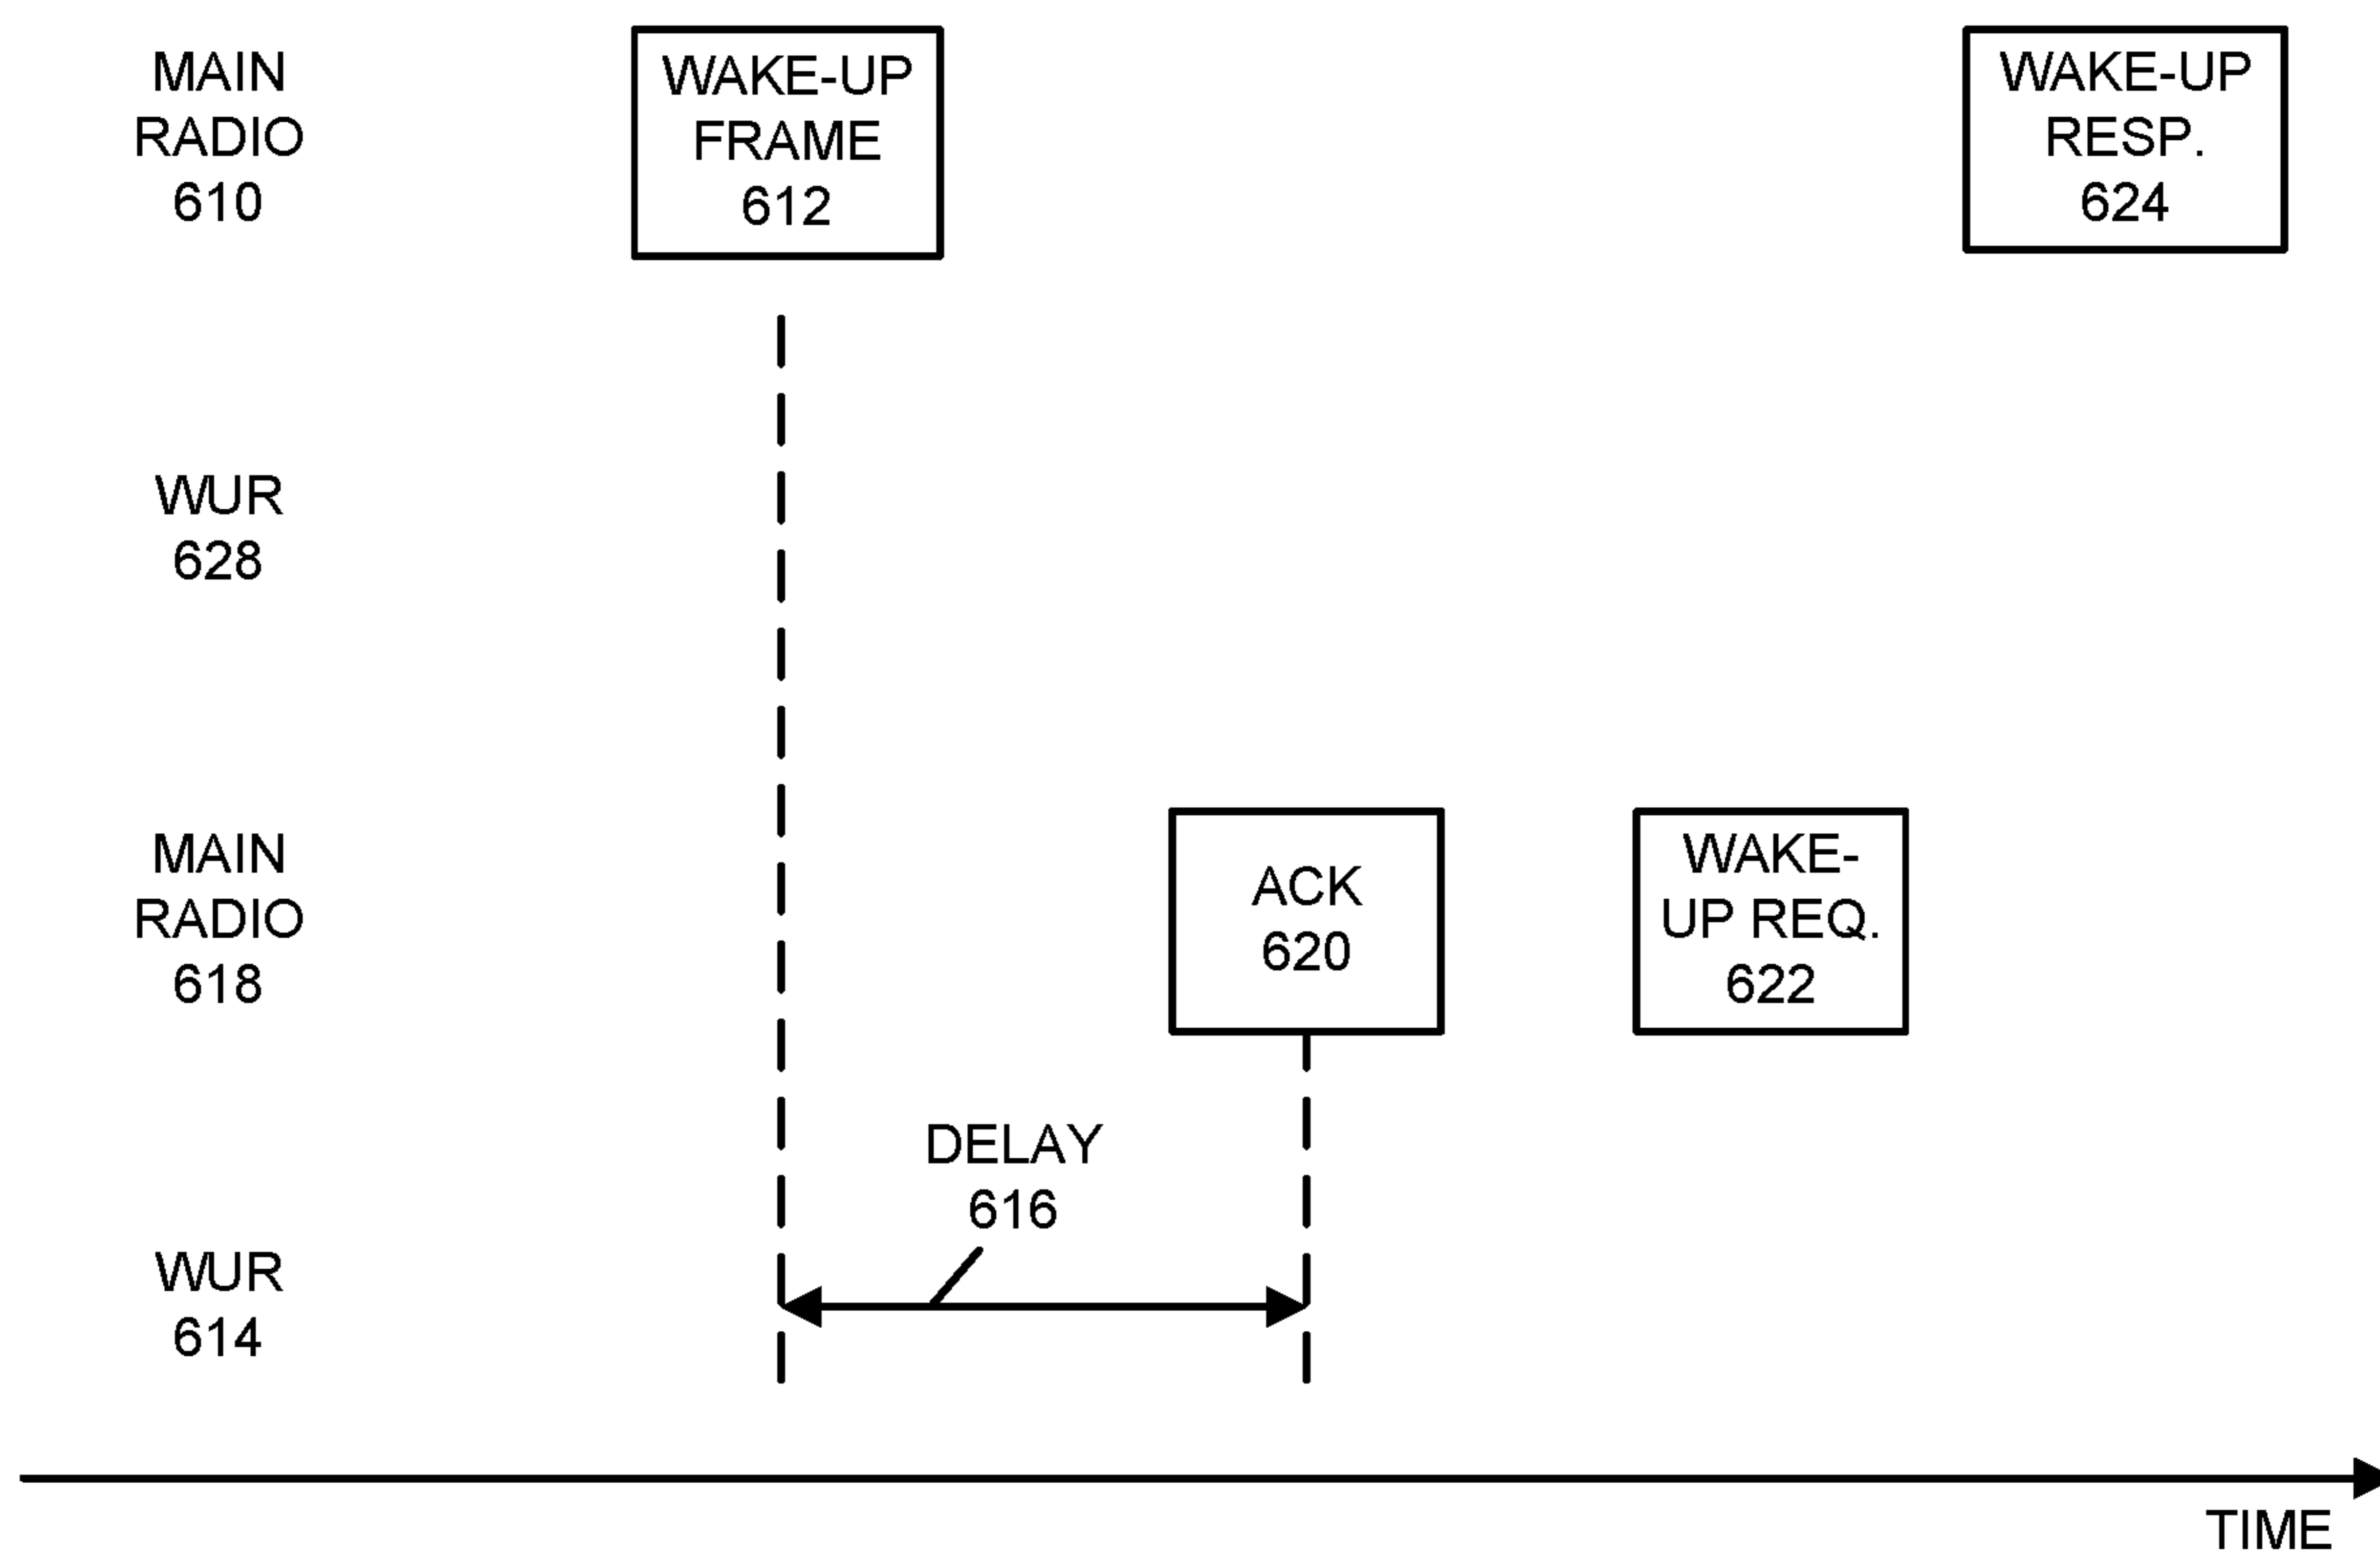 MAIN
RADIO
610
WAKE-UP
FRAME
612
WAKE-UP
RESP.
624
WUR
628
MAIN
RADIO
618
ACK
620
WAKE-
UP REQ.
622
DELAY
616
WUR
614
TIME